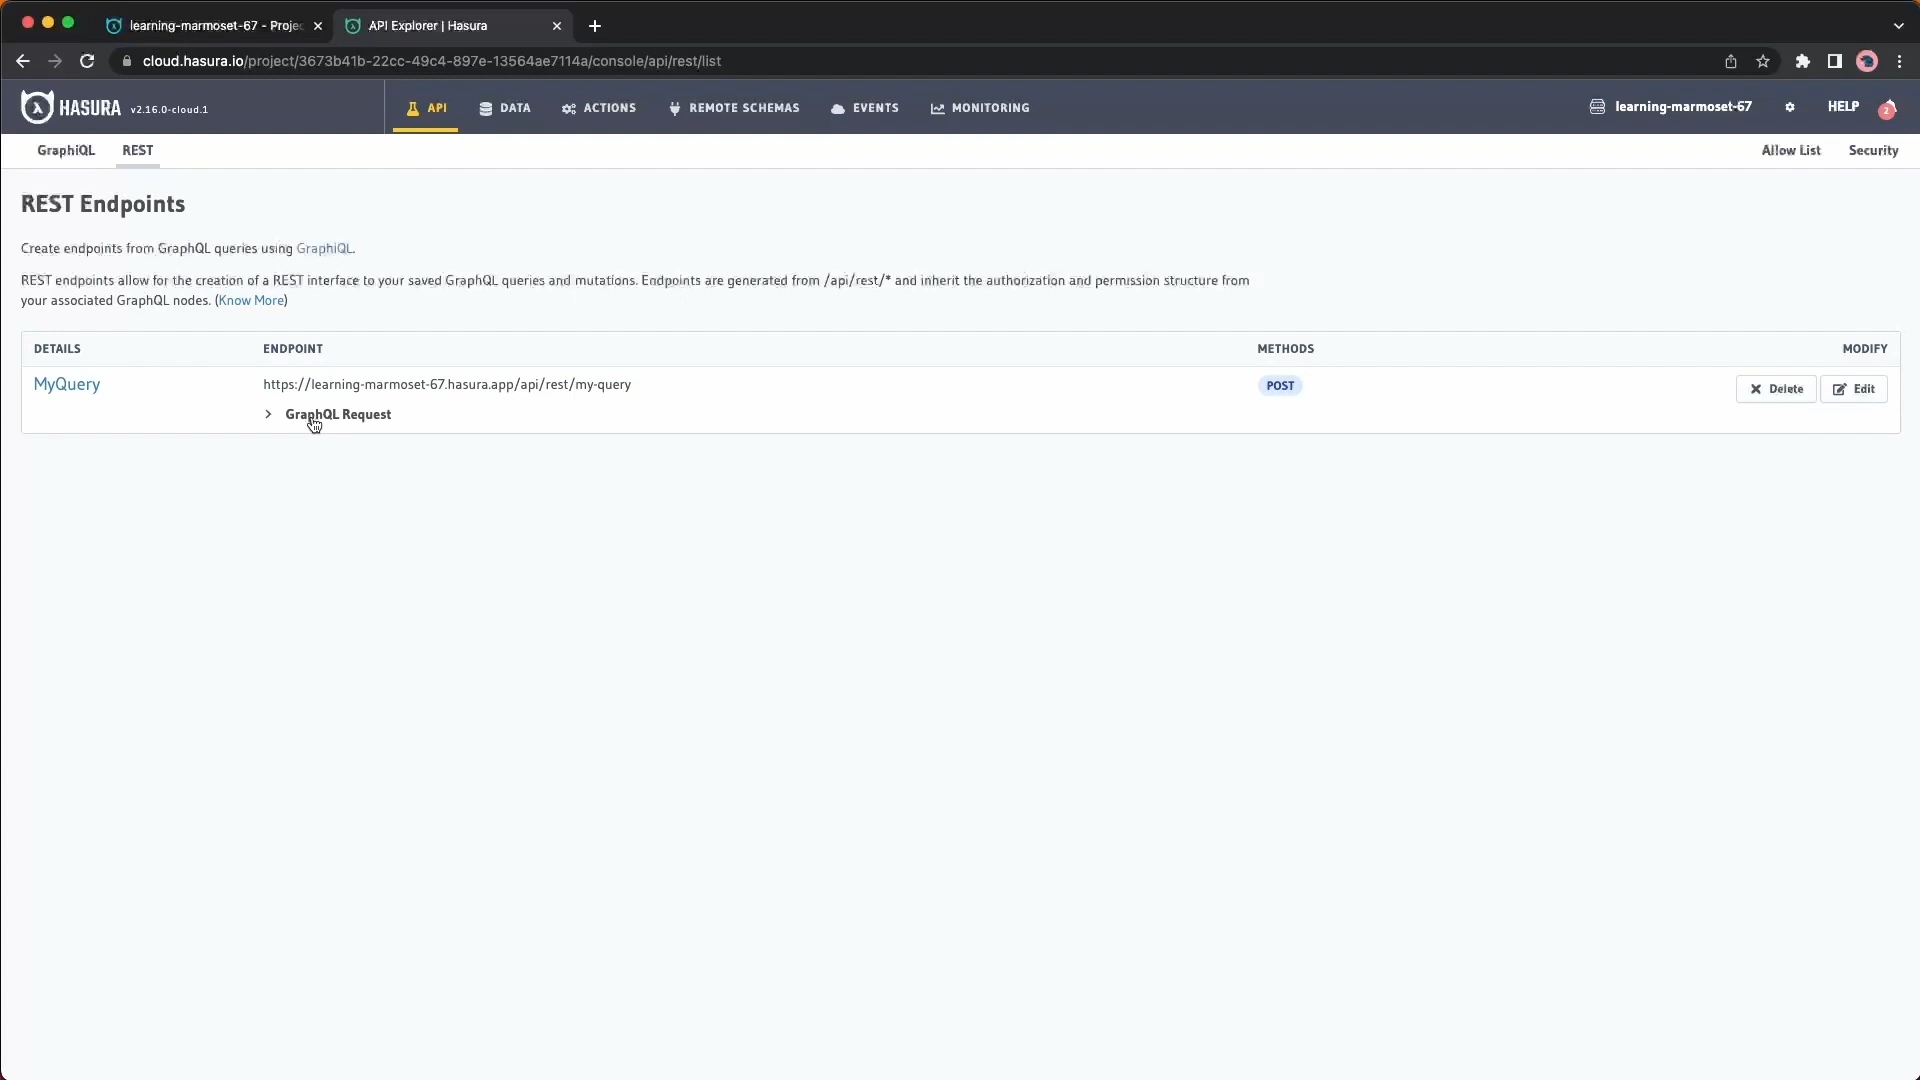 learning-marmoset-67 - Projec
API Explorer | Hasura
cloud.hasura.io/project/3673b41b-22cc-49c4-897e-13564ae7114a/console/api/rest/list
HASURA v2.16.0-cloud.1
API
DATA
ACTIONS
REMOTE SCHEMAS
EVENTS
MONITORING
learning-marmoset-67
HELP
2
GraphiQL
REST
Allow List
Security
REST Endpoints
Create endpoints from GraphQL queries using GraphiQL.
REST endpoints allow for the creation of a REST interface to your saved GraphQL queries and mutations. Endpoints are generated from /api/rest/* and inherit the authorization and permission structure from
your associated GraphQL nodes. (Know More)
DETAILS
ENDPOINT
METHODS
MODIFY
MyQuery
https://learning-marmoset-67.hasura.app/api/rest/my-query
POST
Delete
Edit
GraphQL Request